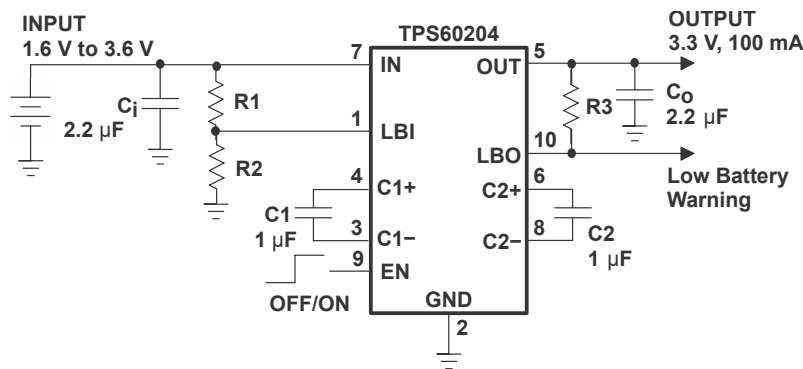 INPUT
1.6 V to 3.6 V
TPS60204
OUTPUT
3.3 V, 100 mA
7
IN
5
OUT
Ci
2.2 µF
R1
R2
1
LBI
R3
Co
2.2 µF
10
LBO
Low Battery
Warning
4
C1+
C1
1 µF
3
C1−
6
C2+
C2
1 µF
8
C2−
9
EN
OFF/ON
GND
2